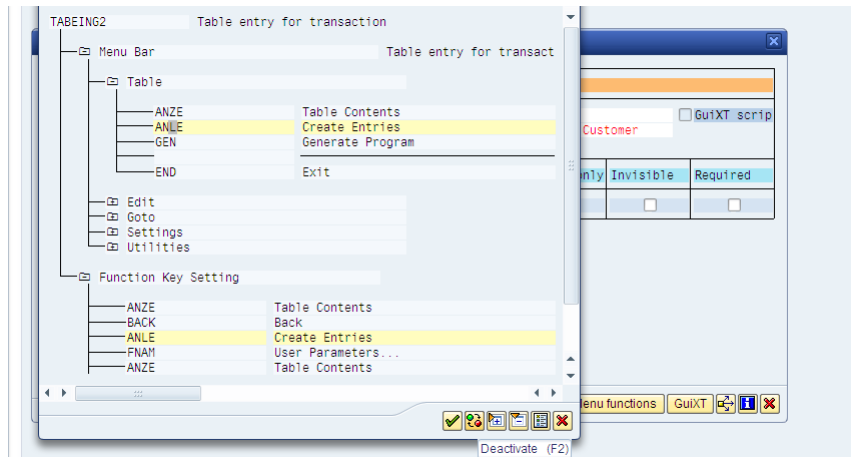 TABEING2 Table entry for transaction
Menu Bar Table entry for transact
Table
ANZE Table Contents
ANLE Create Entries
GEN Generate Program
END Exit
Edit
Goto
Settings
Utilities
Function Key Setting
ANZE Table Contents
BACK Back
ANLE Create Entries
FNAM User Parameters...
ANZE Table Contents
GuiXT scrip
Customer
only Invisible Required
Menu functions GuiXT
Deactivate (F2)